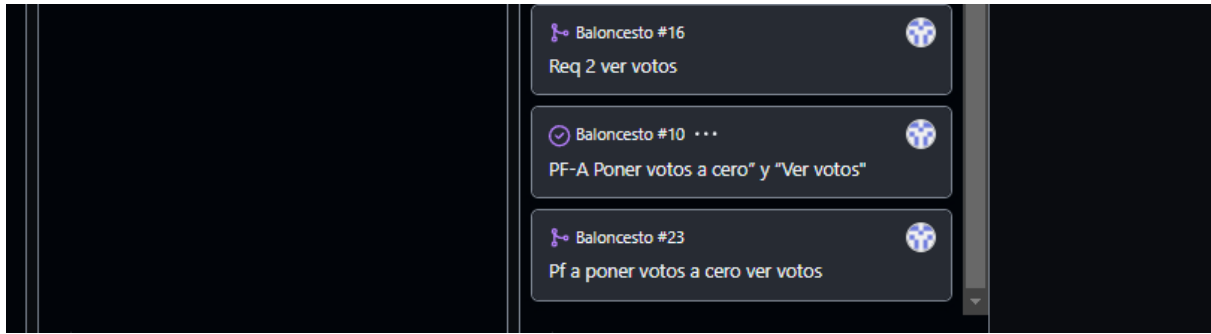 Baloncesto #16
Req 2 ver votos
Baloncesto #10 ···
PF-A Poner votos a cero” y “Ver votos"
Baloncesto #23
Pf a poner votos a cero ver votos